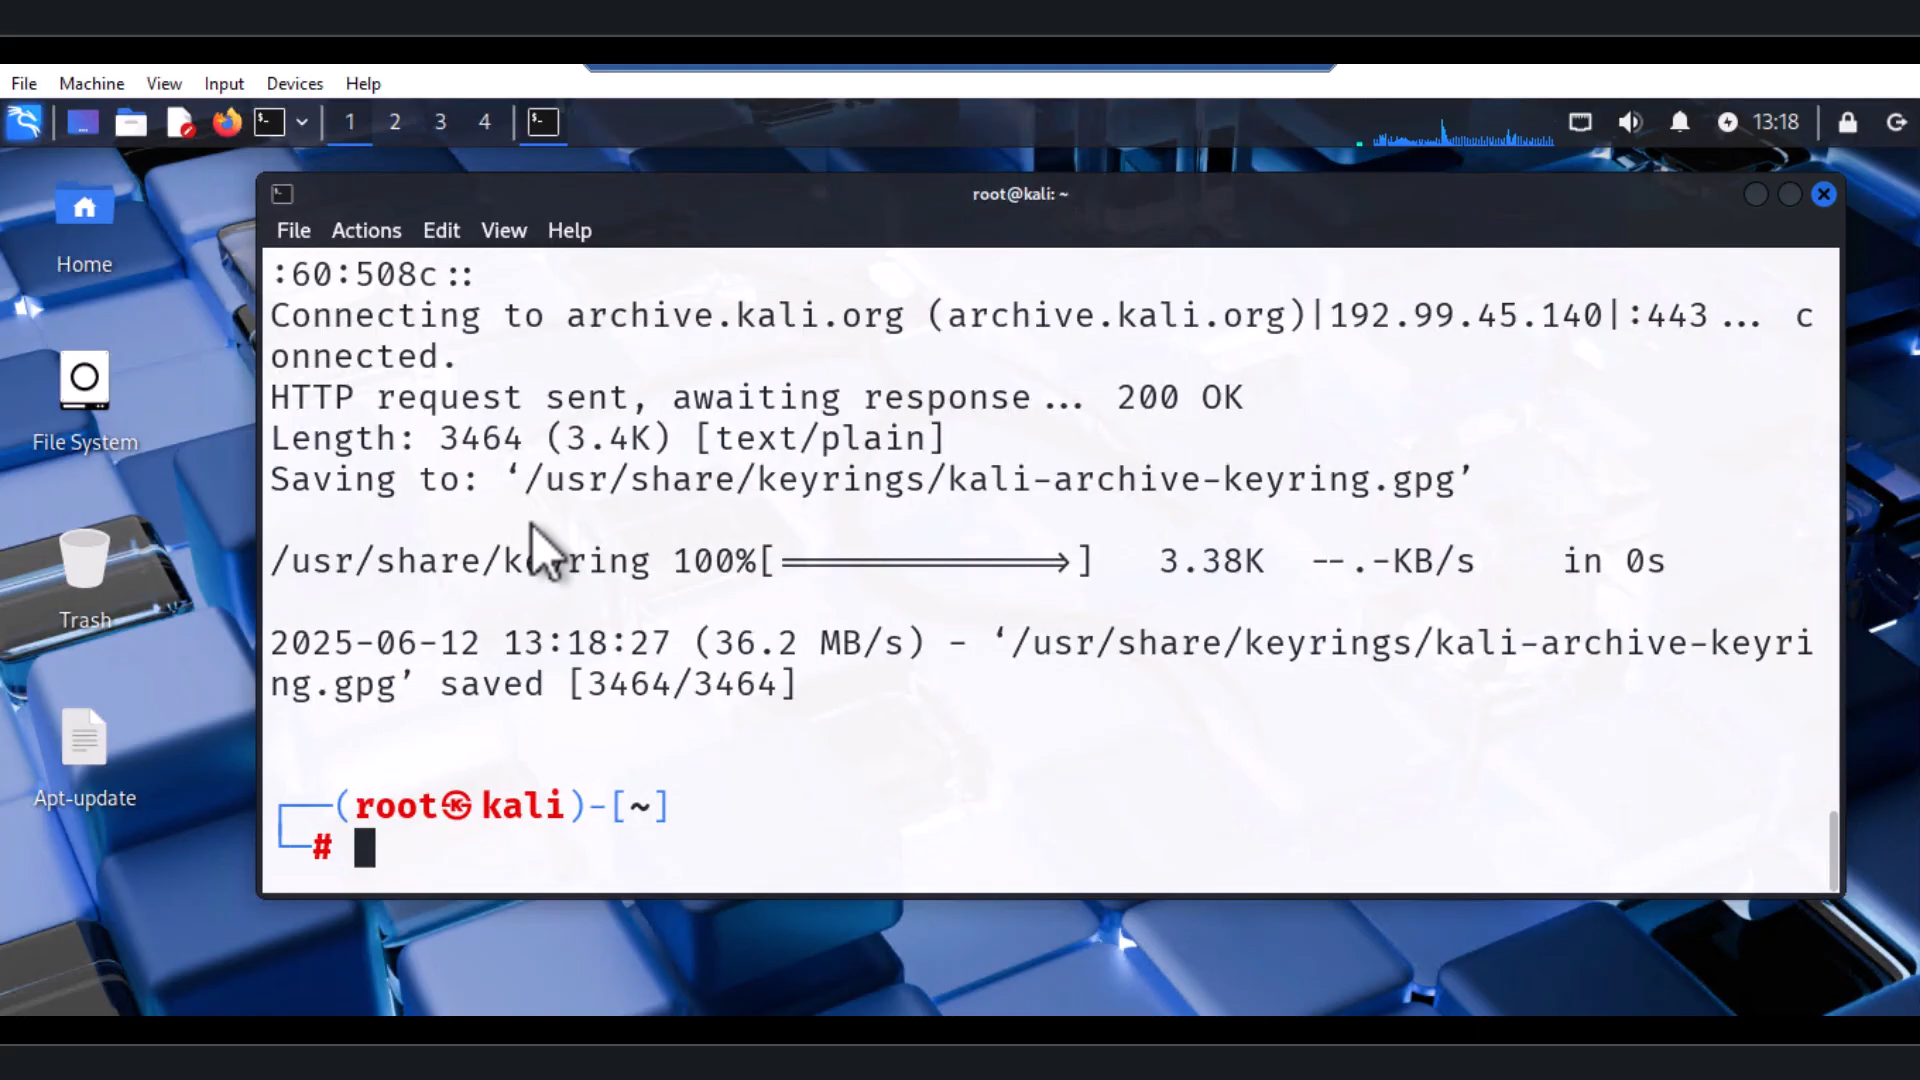 File Machine View Input Devices Help
1 2 3 4 13:18
root@kali: ~
File Actions Edit View Help
:60:508c::
Connecting to archive.kali.org (archive.kali.org)|192.99.45.140|:443... c
onnected.
HTTP request sent, awaiting response... 200 OK
Length: 3464 (3.4K) [text/plain]
Saving to: ‘/usr/share/keyrings/kali-archive-keyring.gpg’
/usr/share/keyring 100%[===================>] 3.38K --.-KB/s in 0s
2025-06-12 13:18:27 (36.2 MB/s) - ‘/usr/share/keyrings/kali-archive-keyri
ng.gpg’ saved [3464/3464]
┌──(root㉿kali)-[~]
└─#
Home
File System
Trash
Apt-update